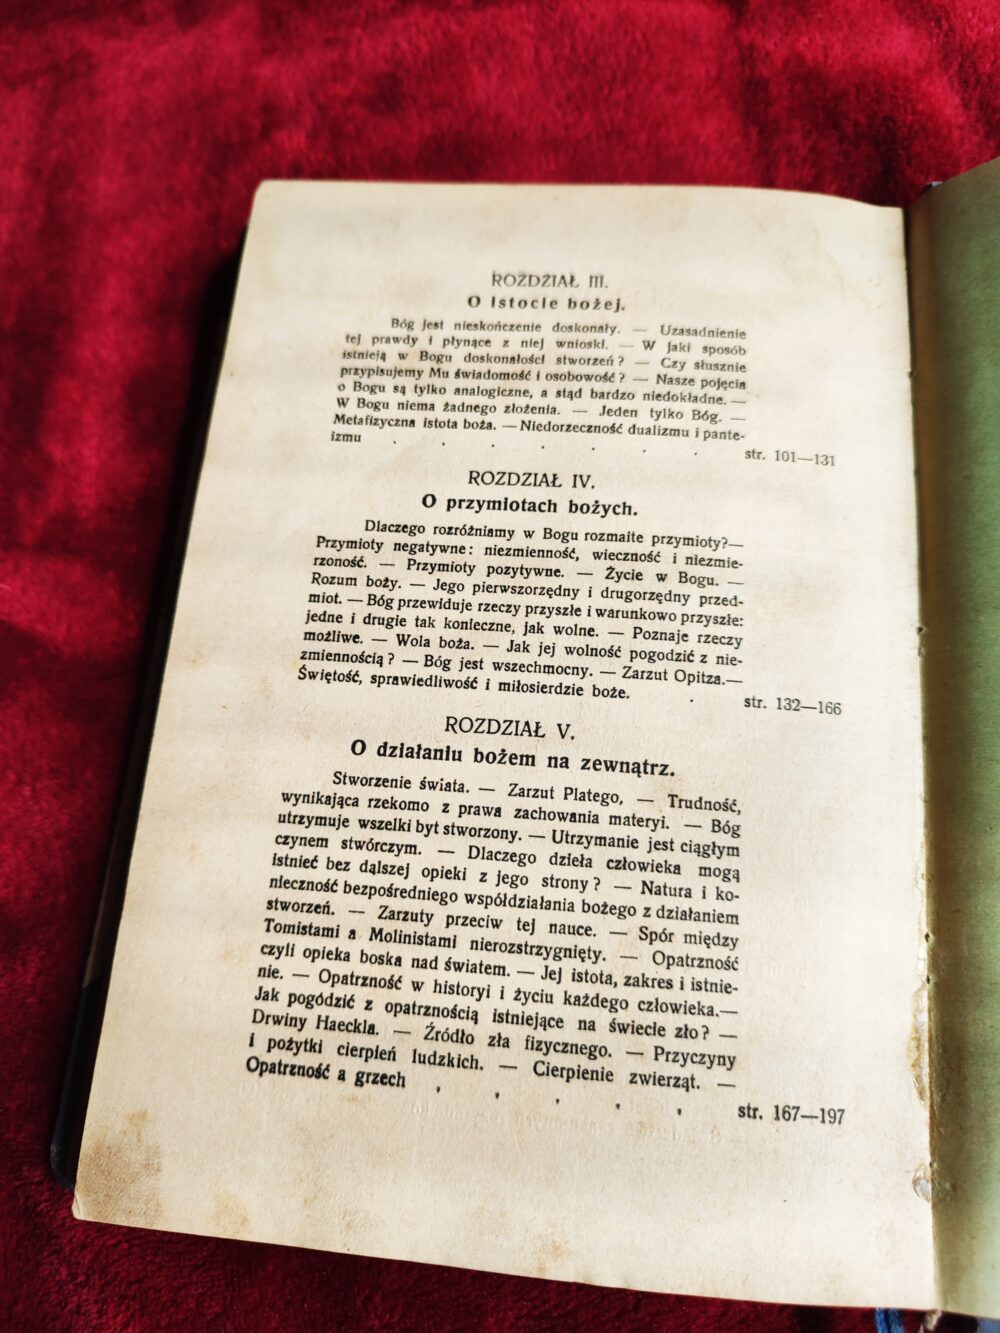 ROZDZIAŁ III.
O istocie bożej.
Bóg jest nieskończenie doskonały. — Uzasadnienie
tej prawdy i płynące z niej wnioski. — W jaki sposób
istnieją w Bogu doskonałości stworzeń? — Czy słusznie
przypisujemy Mu świadomość i osobowość? — Nasze pojęcia
o Bogu są tylko analogiczne, a stąd bardzo niedokładne. —
W Bogu niema żadnego złożenia. — Jeden tylko Bóg. —
Metafizyczna istota boża. — Niedorzeczność dualizmu i pante-
izmu . . . . . . . str. 101—131
ROZDZIAŁ IV.
O przymiotach bożych.
Dlaczego rozróżniamy w Bogu rozmaite przymioty?—
Przymioty negatywne: niezmienność, wieczność i niezmie-
rzoność. — Przymioty pozytywne. — Życie w Bogu. —
Rozum boży. — Jego pierwszorzędny i drugorzędny przed-
miot. — Bóg przewiduje rzeczy przyszłe i warunkowo przyszłe:
jedne i drugie tak konieczne, jak wolne. — Poznaje rzeczy
możliwe. — Wola boża. — Jak jej wolność pogodzić z nie-
zmiennością? — Bóg jest wszechmocny. — Zarzut Opitza.—
Świętość, sprawiedliwość i miłosierdzie boże. . str. 132—166
ROZDZIAŁ V.
O działaniu bożem na zewnątrz.
Stworzenie świata. — Zarzut Platego, — Trudność,
wynikająca rzekomo z prawa zachowania materyi. — Bóg
utrzymuje wszelki byt stworzony. — Utrzymanie jest ciągłym
czynem stwórczym. — Dlaczego dzieła człowieka mogą
istnieć bez dalszej opieki z jego strony? — Natura i ko-
nieczność bezpośredniego współdziałania bożego z działaniem
stworzeń. — Zarzuty przeciw tej nauce. — Spór między
Tomistami a Molinistami nierozstrzygnięty. — Opatrzność
czyli opieka boska nad światem. — Jej istota, zakres i istnie-
nie. — Opatrzność w historyi i życiu każdego człowieka.—
Jak pogódzić z opatrznością istniejące na świecie zło? —
Drwiny Haeckla. — Źródło zła fizycznego. — Przyczyny
i pożytki cierpień ludzkich. — Cierpienie zwierząt. —
Opatrzność a grzech . . . . . str. 167—197